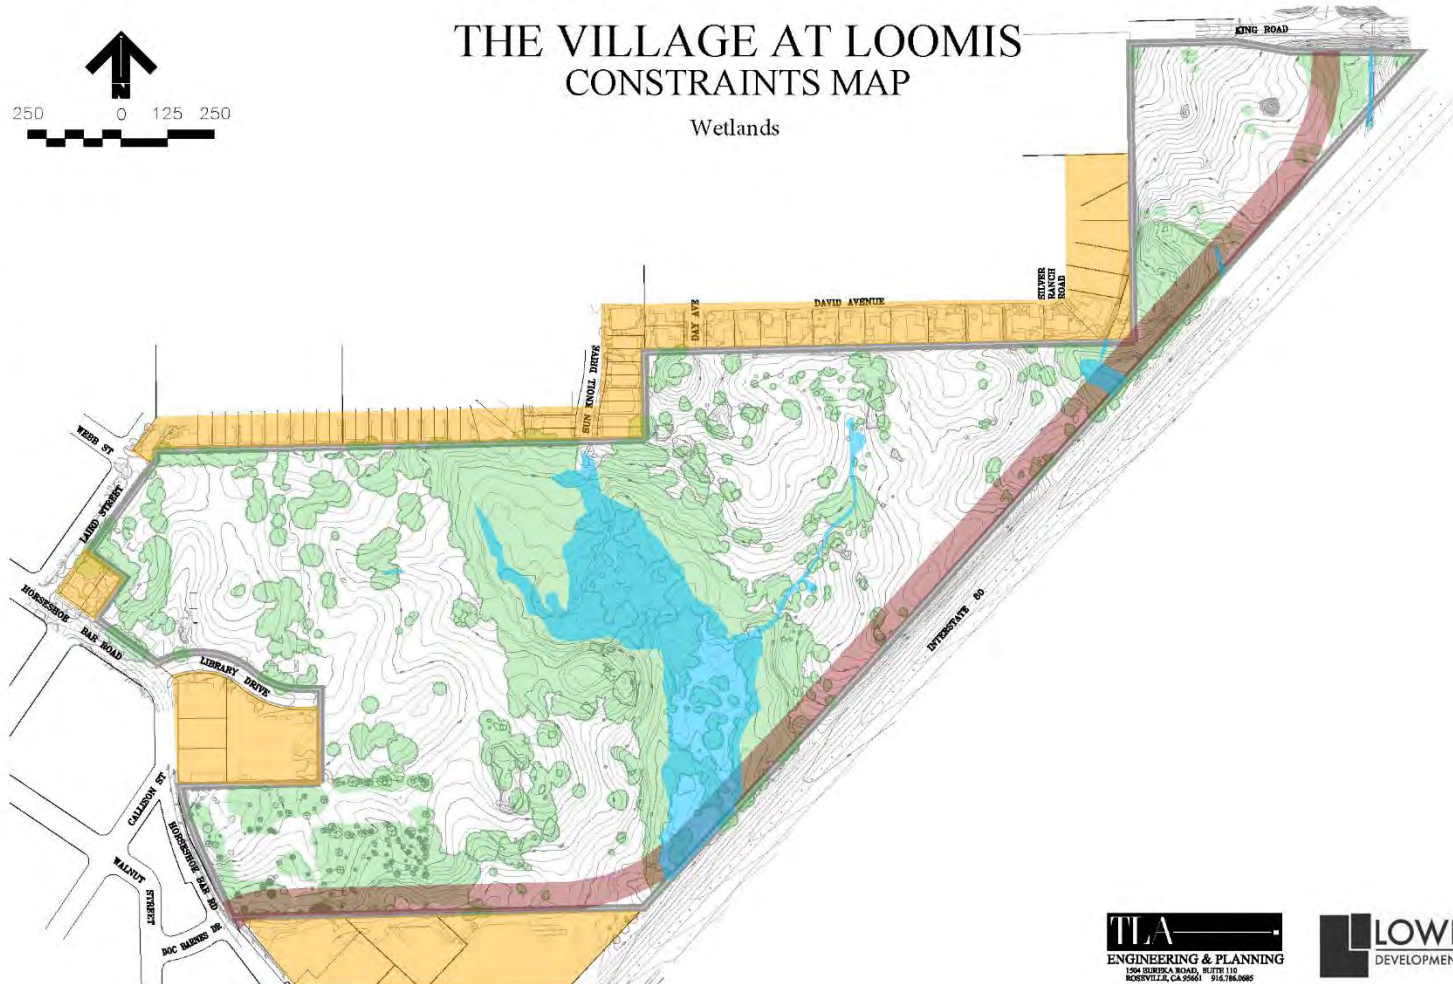 THE VILLAGE AT LOOMIS
CONSTRAINTS MAP
Wetlands
N
250 0 125 250
KING ROAD
SILVER
RANCH
ROAD
DAVID AVENUE
DAY AVE
SUN KNOLL DRIVE
WEBB ST
LAIRD STREET
HORSESHOE BAR ROAD
LIBRARY DRIVE
INTERSTATE 80
CALLISON ST
HORSESHOE BAR RD
WALNUT
STREET
DOC BARNES DR
TLA
ENGINEERING & PLANNING
1504 EUREKA ROAD, SUITE 110
ROSEVILLE, CA 95661 916.786.0685
LOWE
DEVELOPMEN